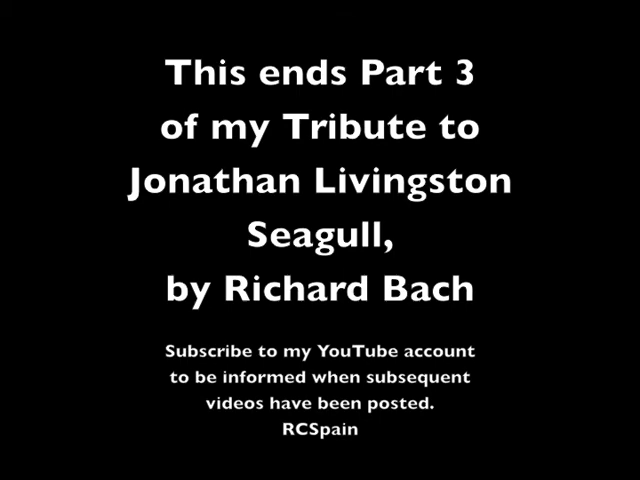 This ends Part 3
of my Tribute to
Jonathan Livingston
Seagull,
by Richard Bach
Subscribe to my YouTube account
to be informed when subsequent
videos have been posted.
RCSpain